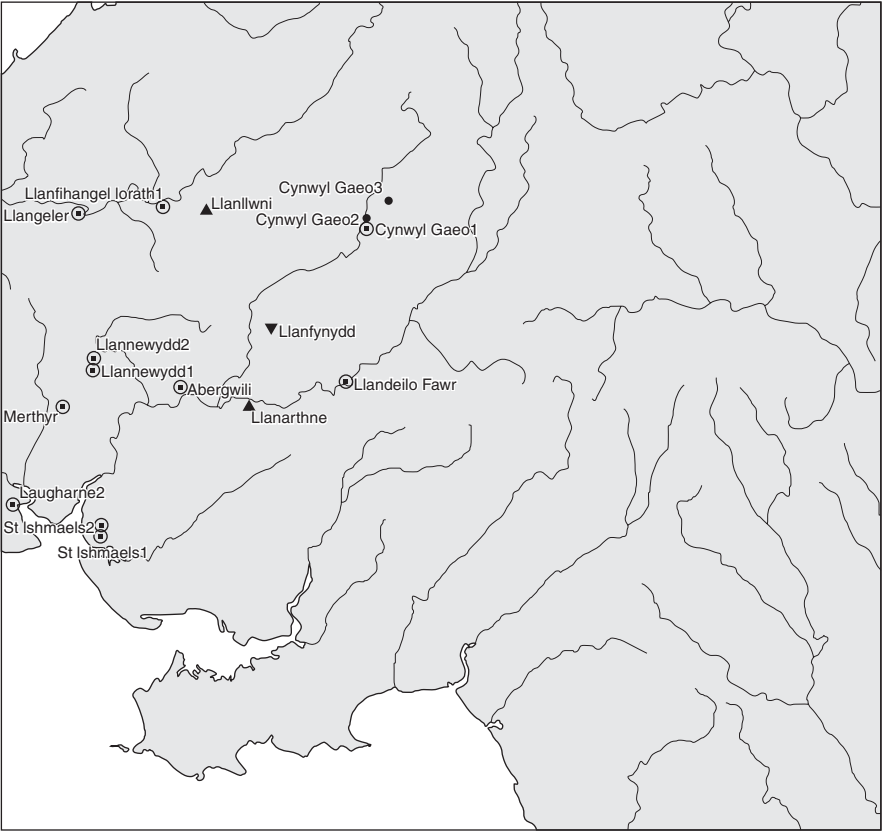 Cynwyl Gaeo3
Llanfihangel Iorath1
Llanllwni
Llangeler
Cynwyl Gaeo2
Cynwyl Gaeo1
Llanfynydd
Llannewydd2
Llannewydd1
Abergwili
Llandeilo Fawr
Merthyr
Llanarthne
Laugharne2
St Ishmaels2
St Ishmaels1